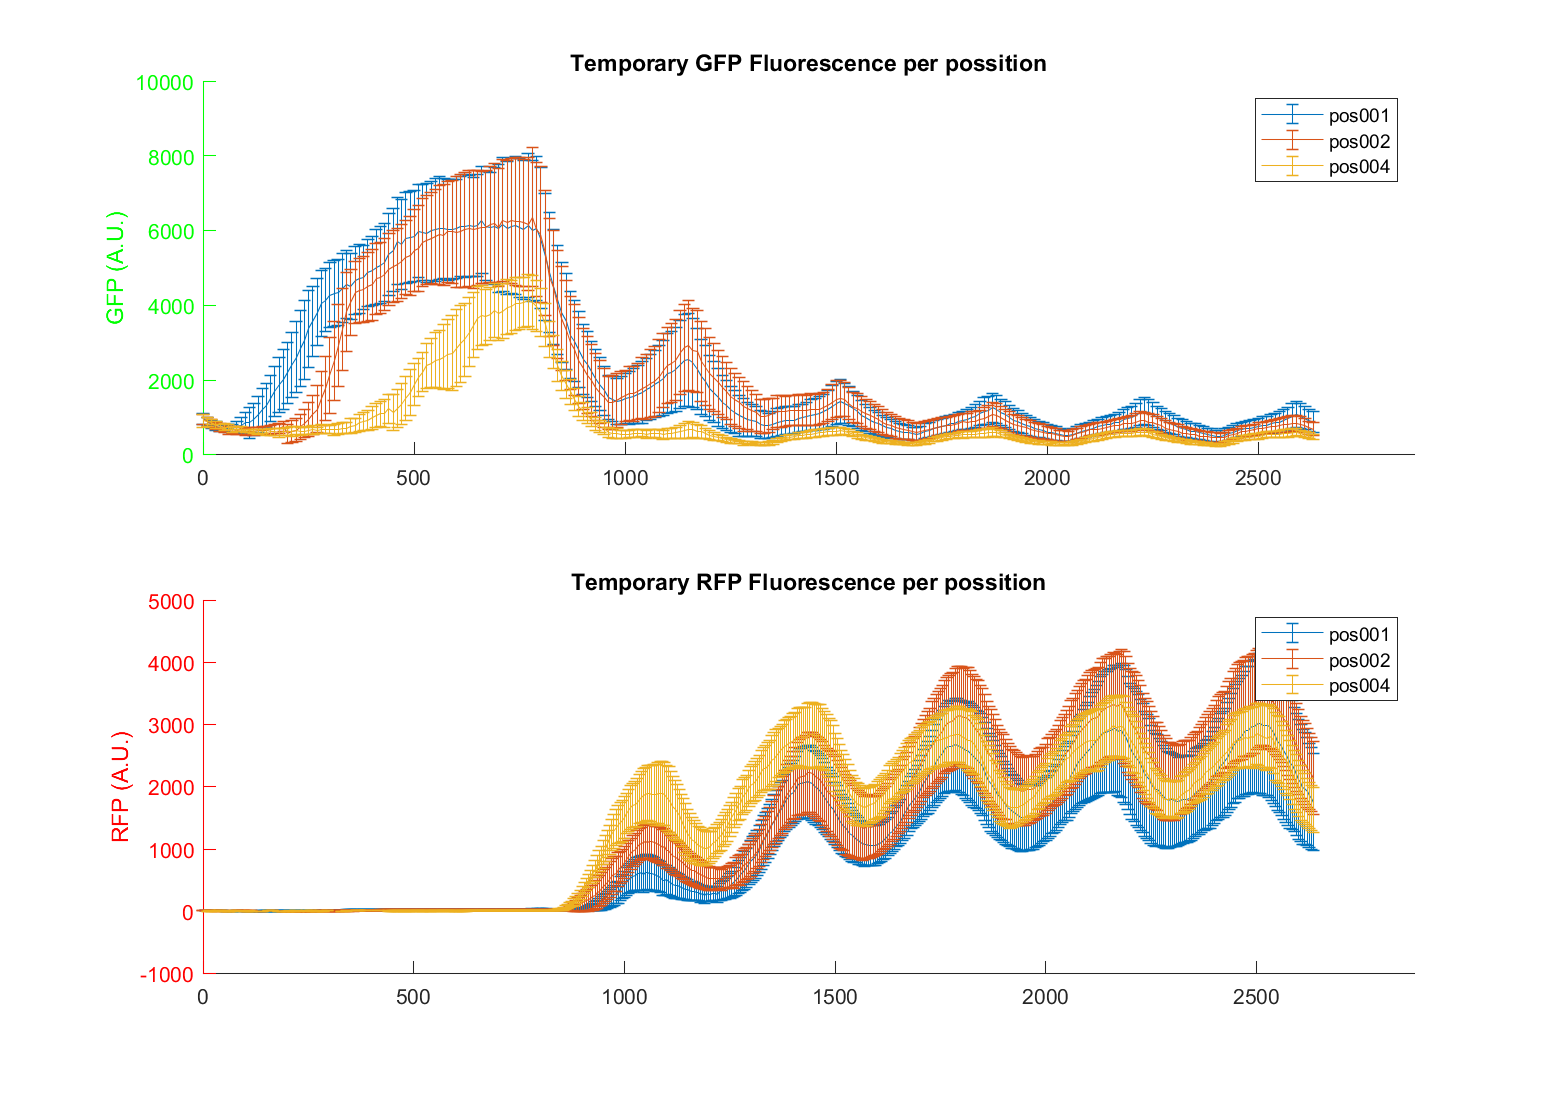 Temporary GFP Fluorescence per possition
10000
8000
6000
4000
2000
0
GFP (A.U.)
pos001
pos002
pos004
0 500 1000 1500 2000 2500
Temporary RFP Fluorescence per possition
5000
4000
3000
2000
1000
0
-1000
RFP (A.U.)
pos001
pos002
pos004
0 500 1000 1500 2000 2500